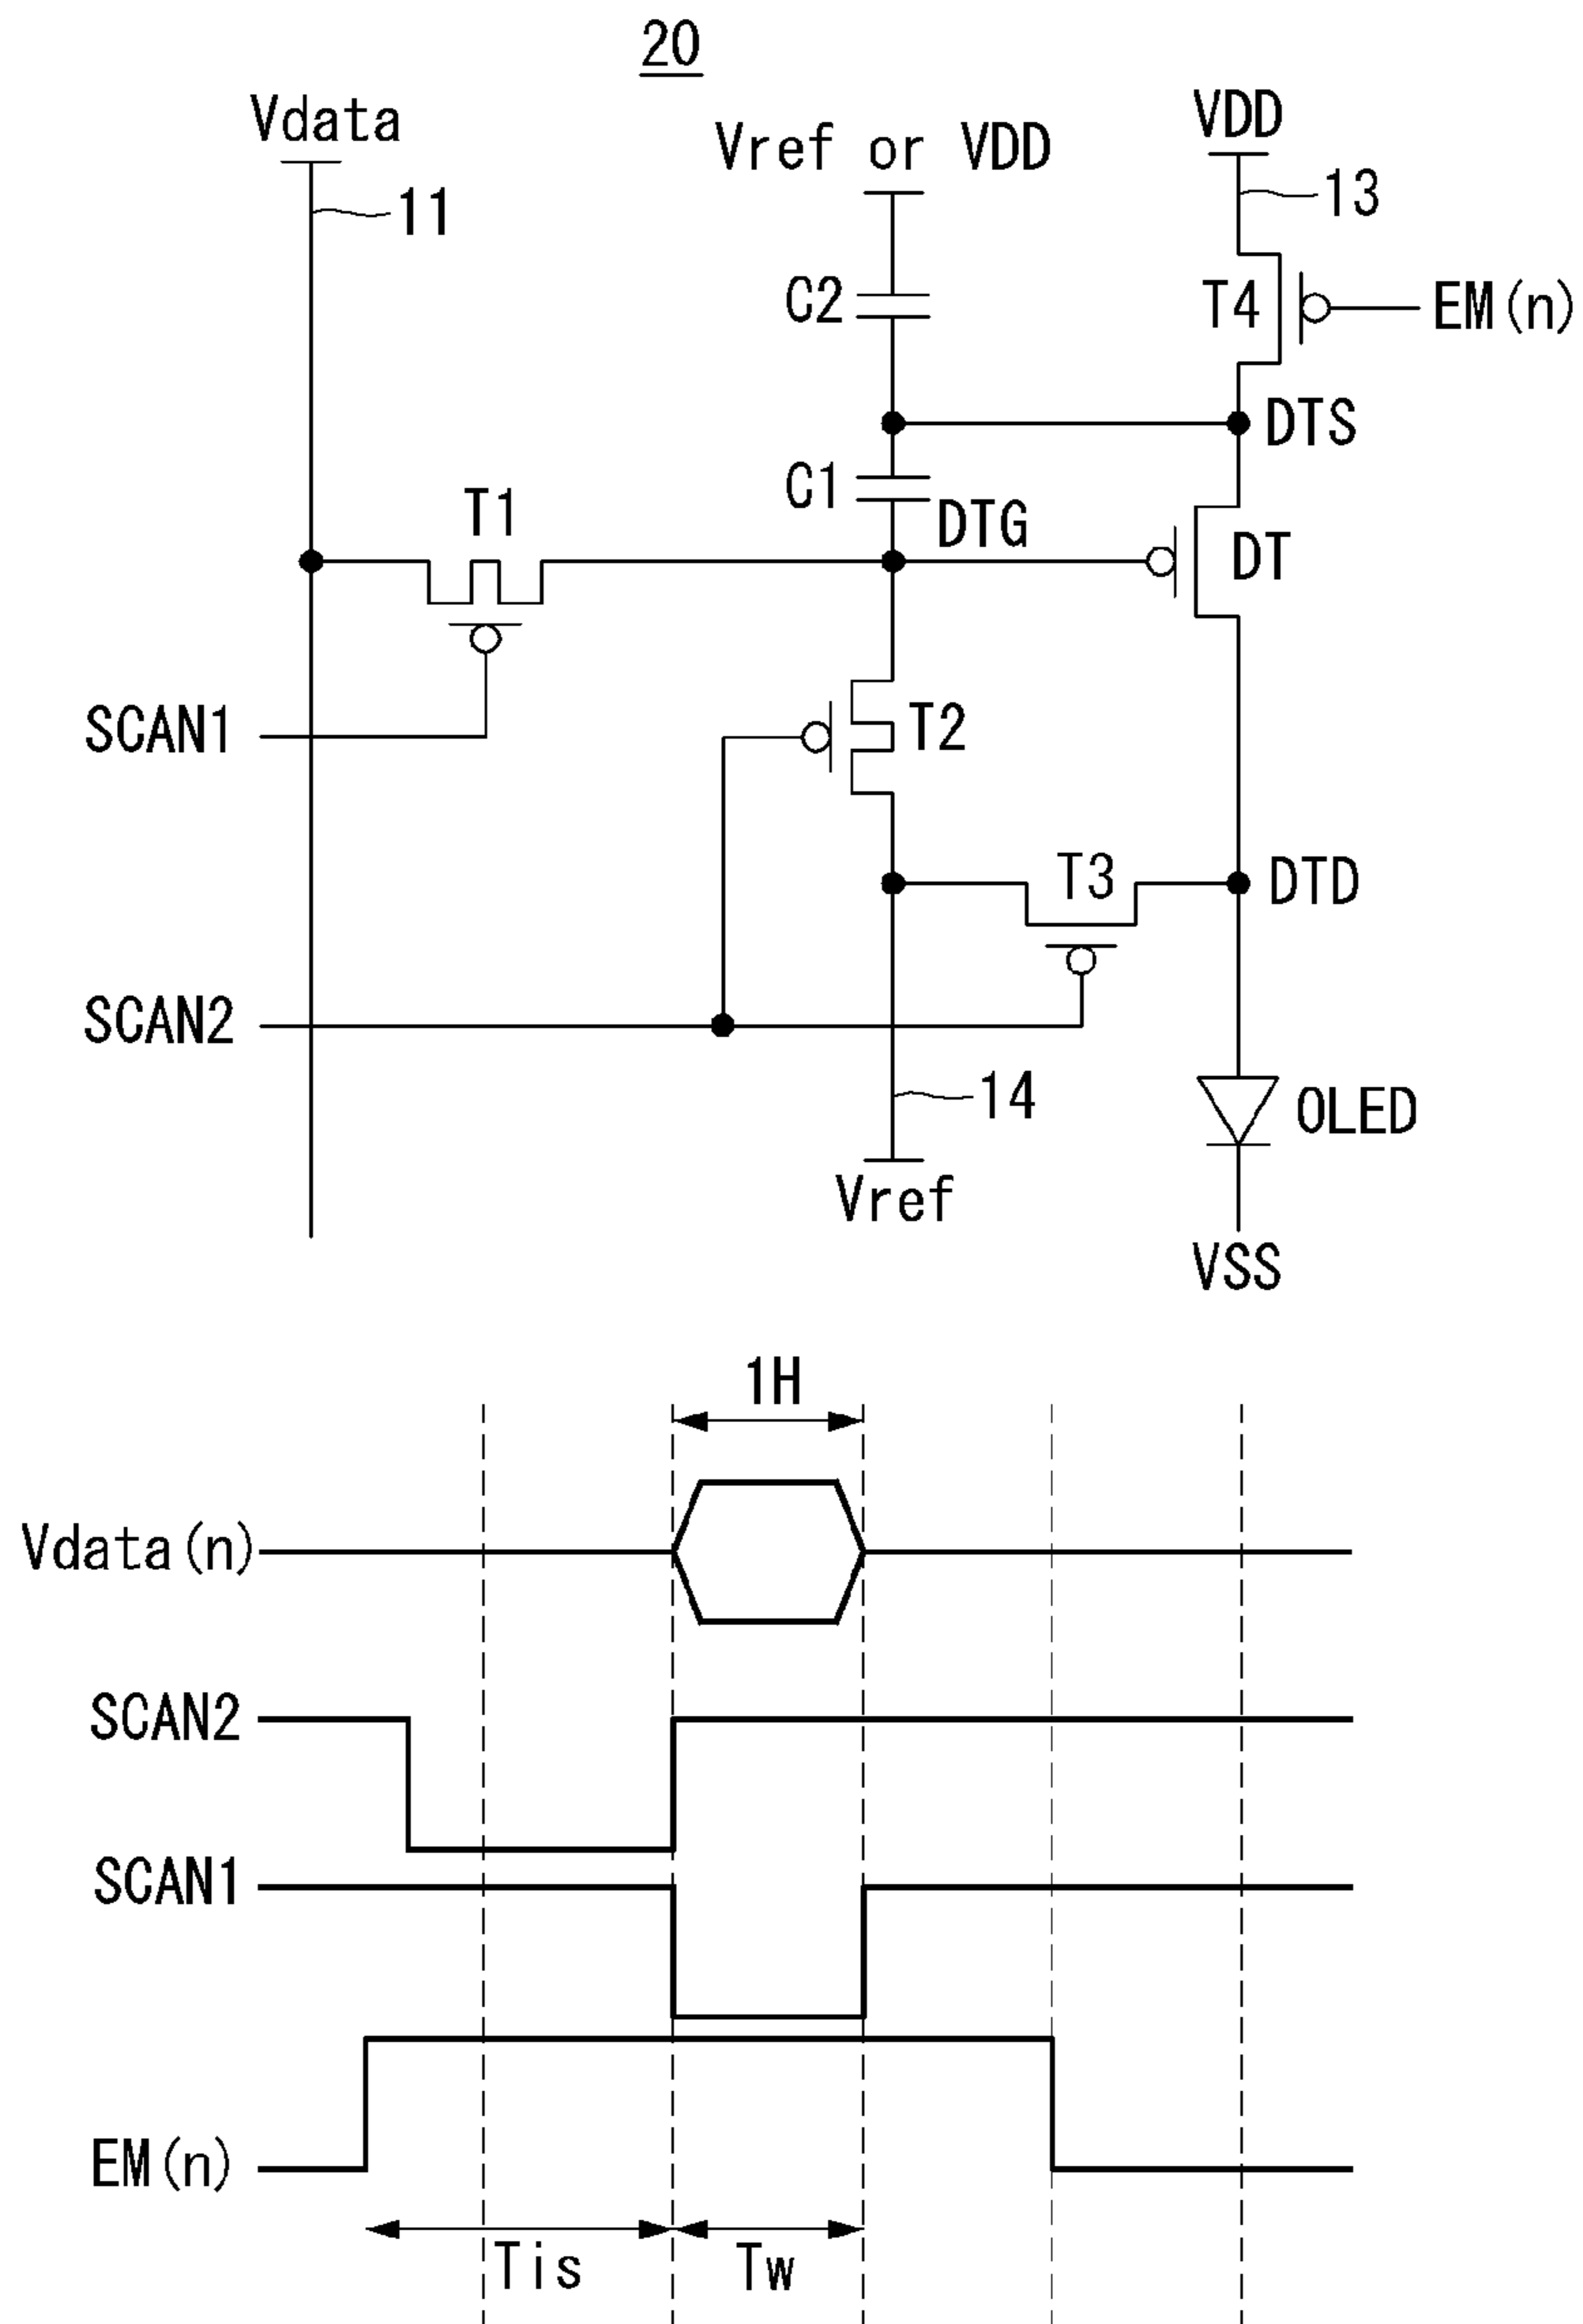 20
Vdata
Vref or VDD
VDD
11
13
C2
T4
EM(n)
DTS
C1
T1
DTG
DT
SCAN1
T2
T3
DTD
SCAN2
14
OLED
Vref
VSS
1H
Vdata(n)
SCAN2
SCAN1
EM(n)
Tis
Tw